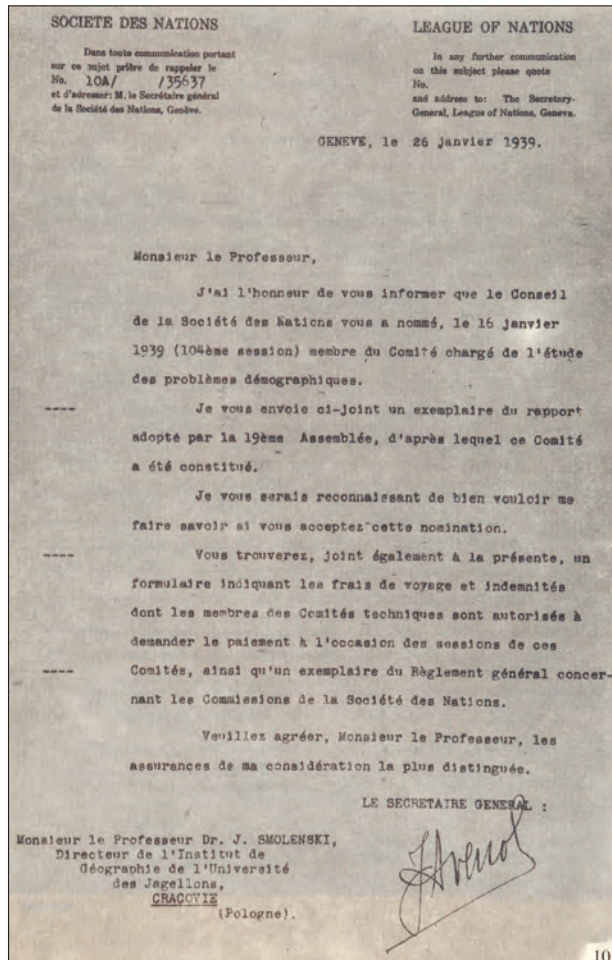 SOCIETE DES NATIONS
Dans toute communication portant
sur ce sujet prière de rappeler le
No. 10A/ /35637
et d'adresser: M. le Secrétaire général
de la Société des Nations, Genève.
LEAGUE OF NATIONS
In any further communication
on this subject please quote
No.
and address to: The Secretary-
General, League of Nations, Geneva.
GENEVE, le 26 janvier 1939.
Monsieur le Professeur,
J'ai l'honneur de vous informer que le Conseil
de la Société des Nations vous a nommé, le 16 janvier
1939 (104ème session) membre du Comité chargé de l'étude
des problèmes démographiques.
---- Je vous envoie ci-joint un exemplaire du rapport
adopté par la 19ème Assemblée, d'après lequel ce Comité
a été constitué.
Je vous serais reconnaissant de bien vouloir me
faire savoir si vous acceptez cette nomination.
---- Vous trouverez, joint également à la présente, un
formulaire indiquant les frais de voyage et indemnités
dont les membres des Comités techniques sont autorisés à
demander le paiement à l'occasion des sessions de ces
---- Comités, ainsi qu'un exemplaire du Règlement général concer-
nant les Commissions de la Société des Nations.
Veuillez agréer, Monsieur le Professeur, les
assurances de ma considération la plus distinguée.
LE SECRETAIRE GENERAL :
J Avenol
Monsieur le Professeur Dr. J. SMOLENSKI,
Directeur de l'Institut de
Géographie de l'Université
des Jagellons,
CRACOVIE
(Pologne).
10